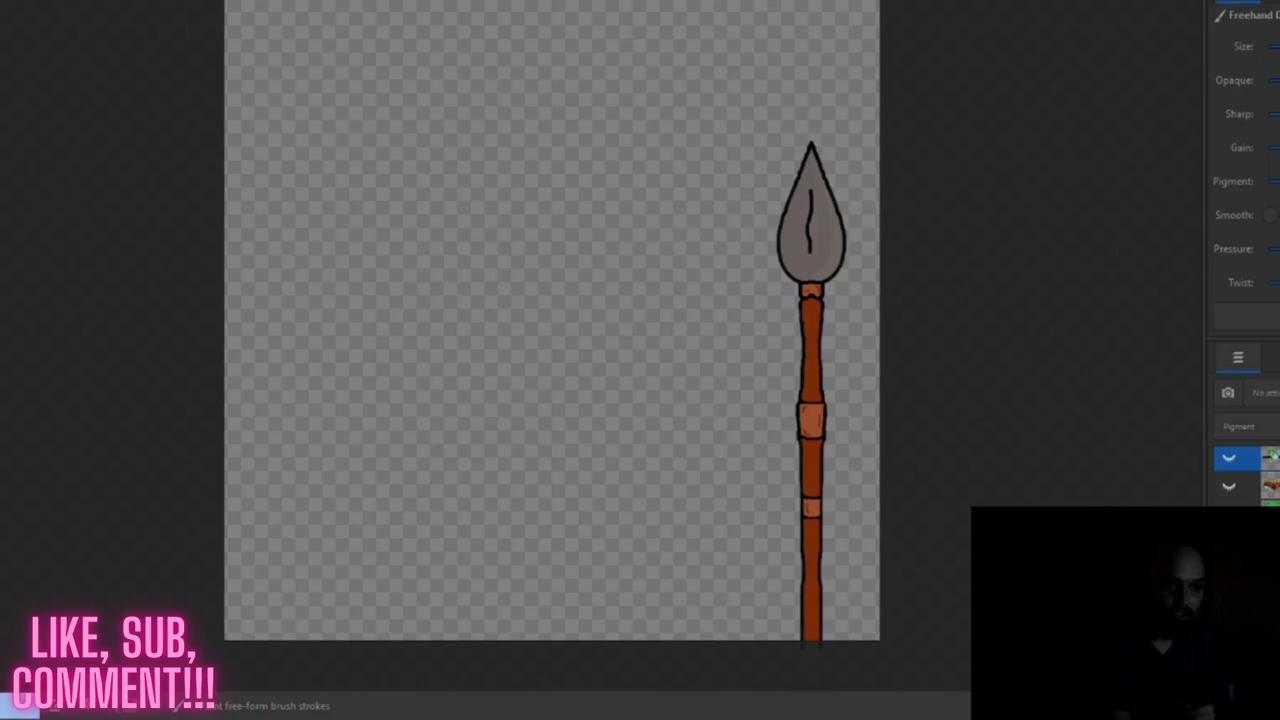 Freehand
Size:
Opaque:
Sharp:
Gain:
Pigment:
Smooth:
Pressure:
Twist:
Pigment
LIKE, SUB,
COMMENT!!!
free-form brush strokes